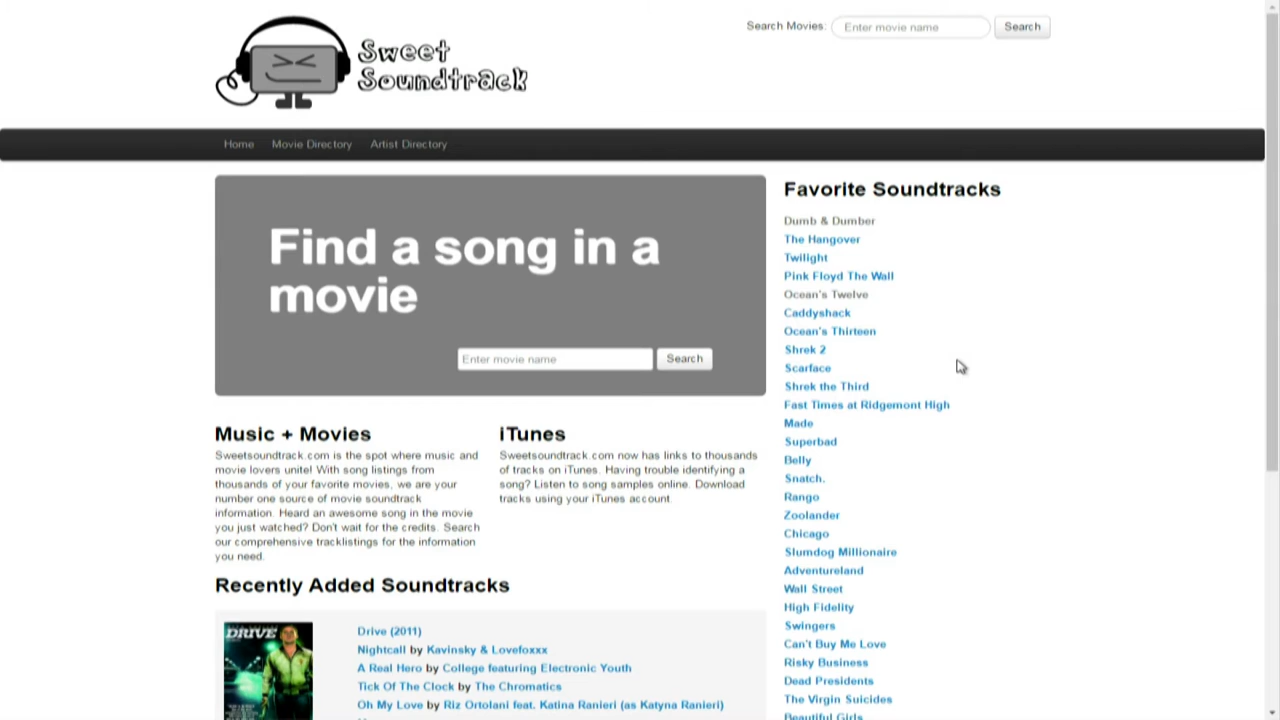 Sweet
Soundtrack
Search Movies:
Enter movie name
Search
Home
Movie Directory
Artist Directory
Find a song in a
movie
Enter movie name
Search
Music + Movies
Sweetsoundtrack.com is the spot where music and
movie lovers unite! With song listings from
thousands of your favorite movies, we are your
number one source of movie soundtrack
information. Heard an awesome song in the movie
you just watched? Don't wait for the credits. Search
our comprehensive tracklistings for the information
you need.
iTunes
Sweetsoundtrack.com now has links to thousands
of tracks on iTunes. Having trouble identifying a
song? Listen to song samples online. Download
tracks using your iTunes account.
Recently Added Soundtracks
DRIVE
Drive (2011)
Nightcall by Kavinsky & Lovefoxxx
A Real Hero by College featuring Electronic Youth
Tick Of The Clock by The Chromatics
Oh My Love by Riz Ortolani feat. Katina Ranieri (as Katyna Ranieri)
Favorite Soundtracks
Dumb & Dumber
The Hangover
Twilight
Pink Floyd The Wall
Ocean's Twelve
Caddyshack
Ocean's Thirteen
Shrek 2
Scarface
Shrek the Third
Fast Times at Ridgemont High
Made
Superbad
Belly
Snatch.
Rango
Zoolander
Chicago
Slumdog Millionaire
Adventureland
Wall Street
High Fidelity
Swingers
Can't Buy Me Love
Risky Business
Dead Presidents
The Virgin Suicides
Beautiful Girls